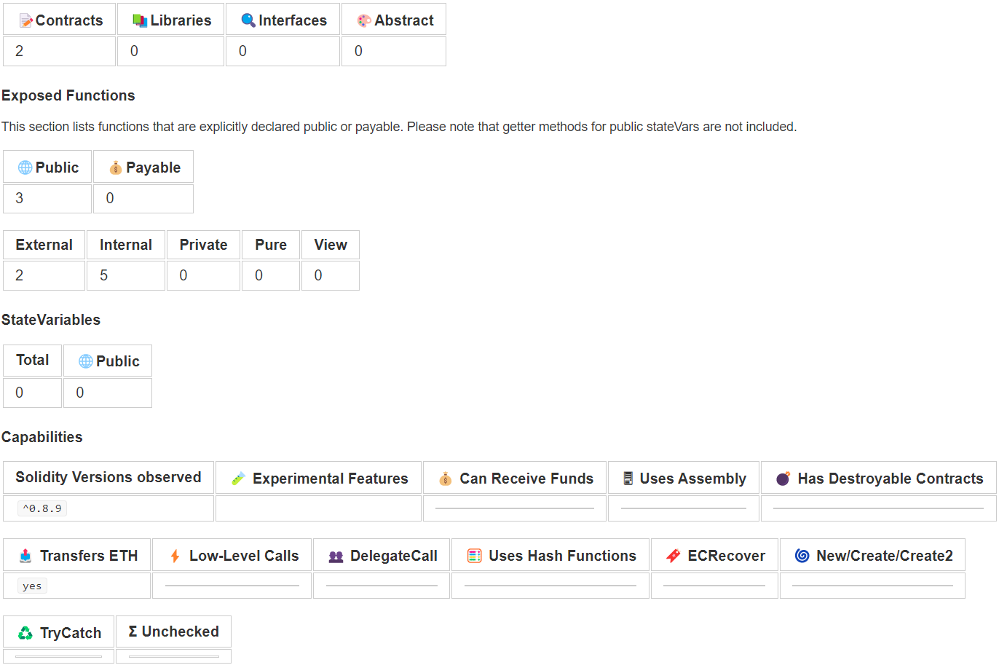 Contracts Libraries Interfaces Abstract
2 0 0 0
Exposed Functions
This section lists functions that are explicitly declared public or payable. Please note that getter methods for public stateVars are not included.
Public Payable
3 0
External Internal Private Pure View
2 5 0 0 0
StateVariables
Total Public
0 0
Capabilities
Solidity Versions observed Experimental Features Can Receive Funds Uses Assembly Has Destroyable Contracts
^0.8.9
Transfers ETH Low-Level Calls DelegateCall Uses Hash Functions ECRecover New/Create/Create2
yes
TryCatch Σ Unchecked